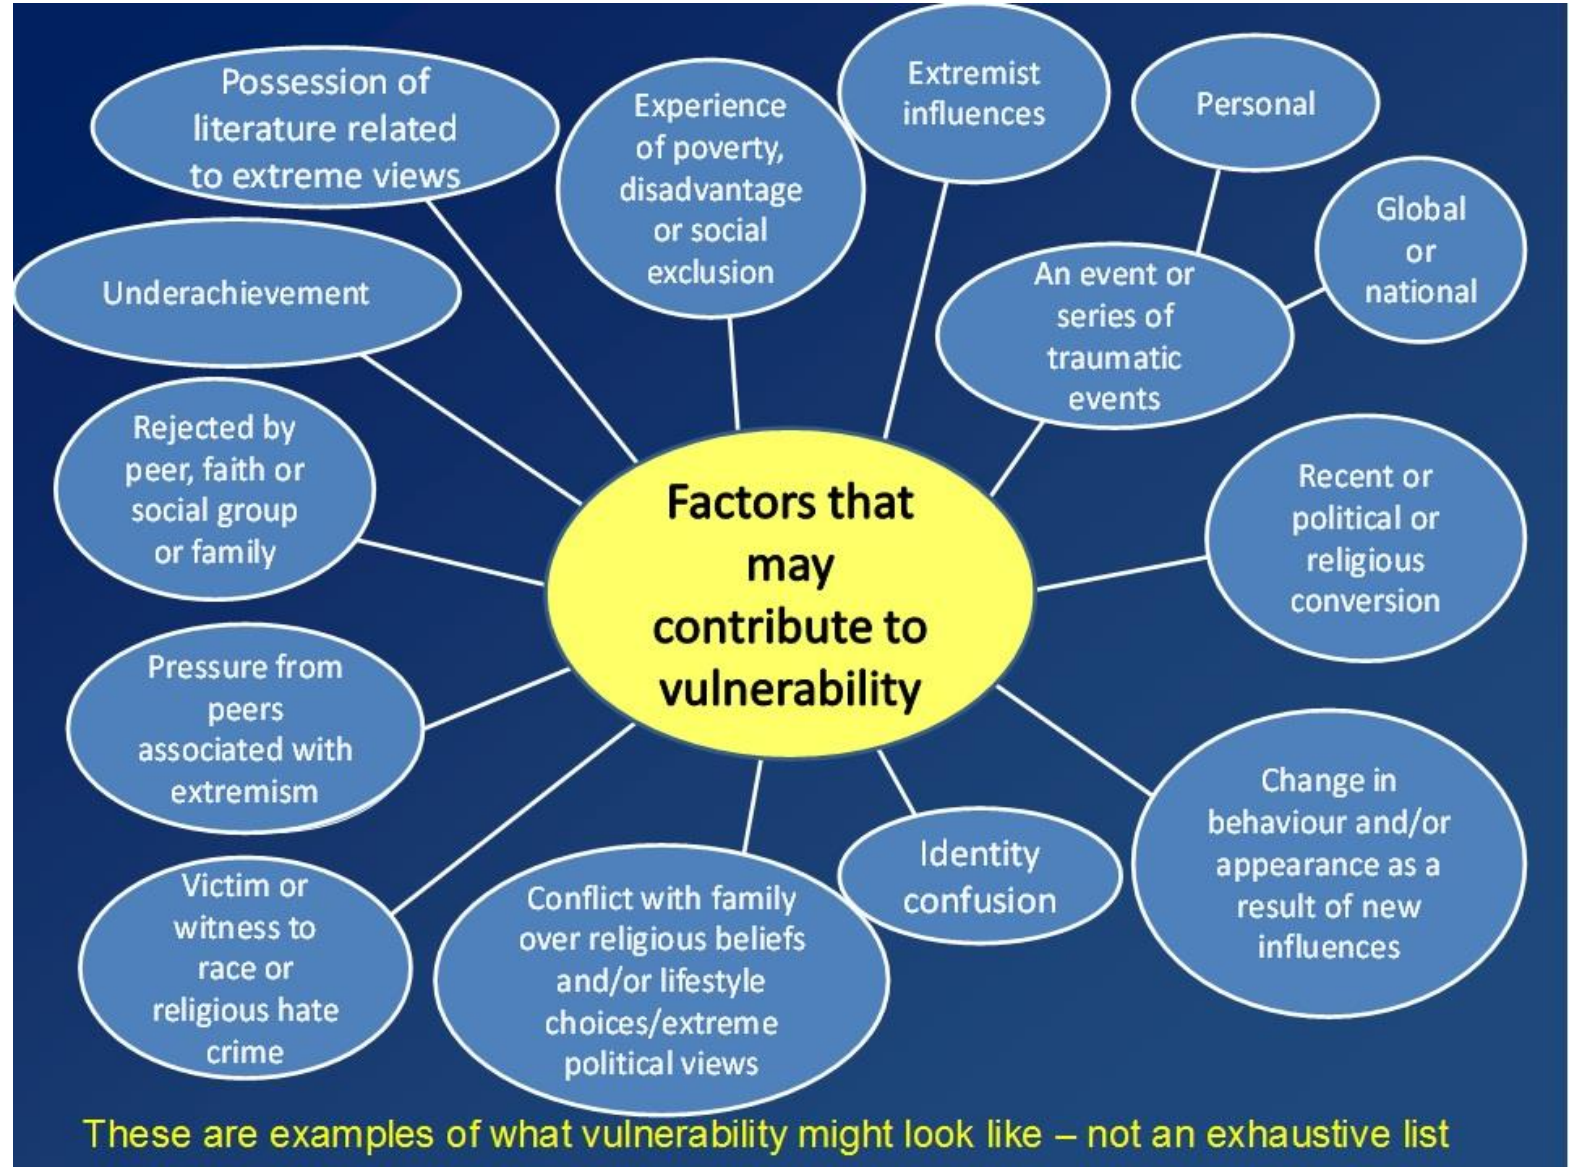 Possession of
literature related
to extreme views
Experience
of poverty,
disadvantage
or social
exclusion
Extremist
influences
Personal
Global
or
national
An event or
series of
traumatic
events
Underachievement
Rejected by
peer, faith or
social group
or family
Factors that
may
contribute to
vulnerability
Recent or
political or
religious
conversion
Pressure from
peers
associated with
extremism
Change in
behaviour and/or
appearance as a
result of new
influences
Identity
confusion
Victim or
witness to
race or
religious hate
crime
Conflict with family
over religious beliefs
and/or lifestyle
choices/extreme
political views
These are examples of what vulnerability might look like – not an exhaustive list